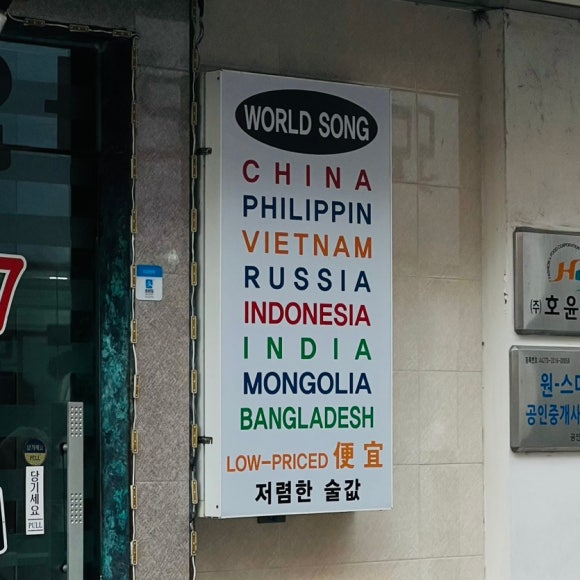 WORLD SONG
CHINA
PHILIPPIN
VIETNAM
RUSSIA
INDONESIA
INDIA
MONGOLIA
BANGLADESH
LOW-PRICED 便宜
저렴한 술값
7
당기세요
PULL
(주)호윤
원-스
공인중개사